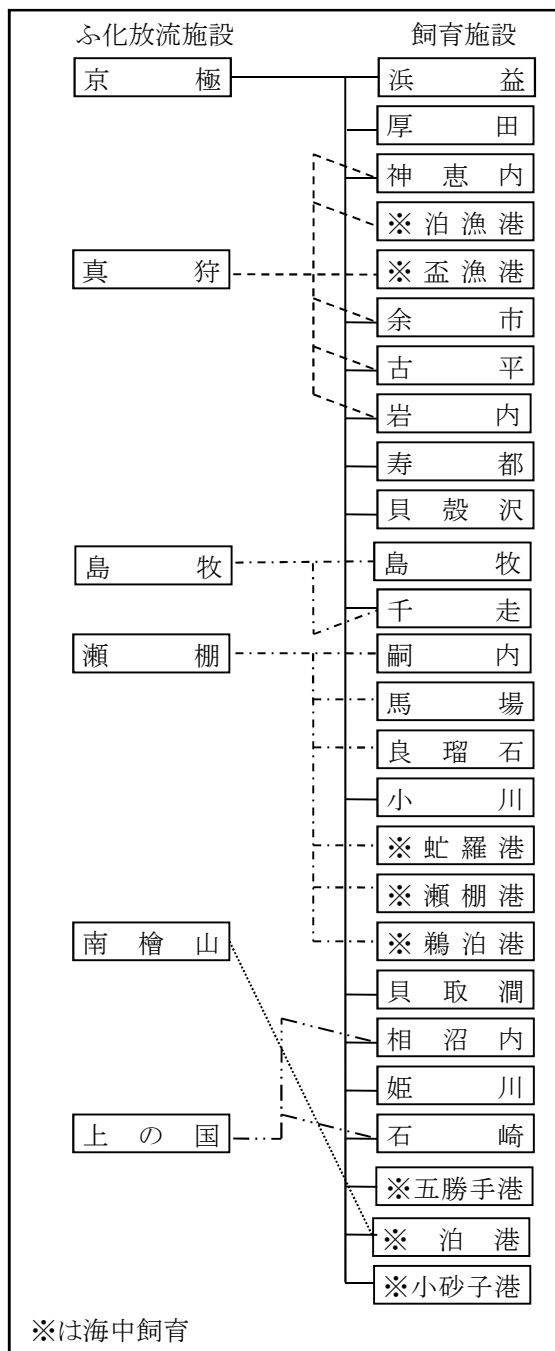 ふ化放流施設 飼育施設
京極 浜益
厚田
神恵内
※泊漁港
真狩 ※盃漁港
余市
古平
岩内
寿都
貝殻沢
島牧 島牧
千走
瀬棚 嗣内
馬場
良瑠石
小川
※虻羅港
※瀬棚港
南檜山 ※鵜泊港
貝取澗
相沼内
姫川
上の国 石崎
※五勝手港
※泊港
※小砂子港
※は海中飼育